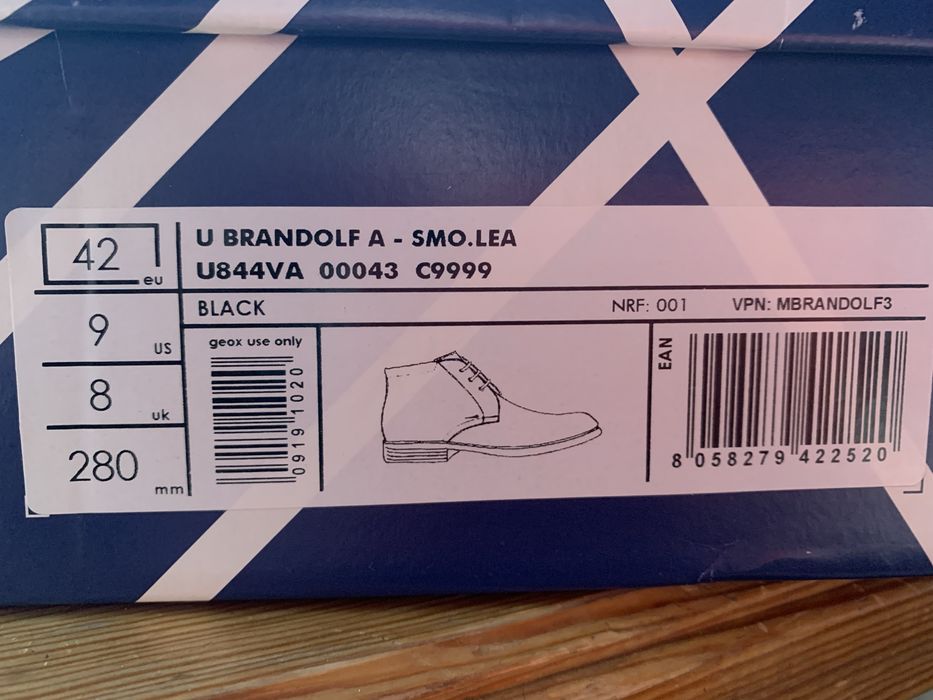 42 eu
9 US
8 uk
280 mm
U BRANDOLF A - SMO.LEA
U844VA 00043 C9999
BLACK NRF: 001 VPN: MBRANDOLF3
geox use only
09191020
EAN
8 058279 422520